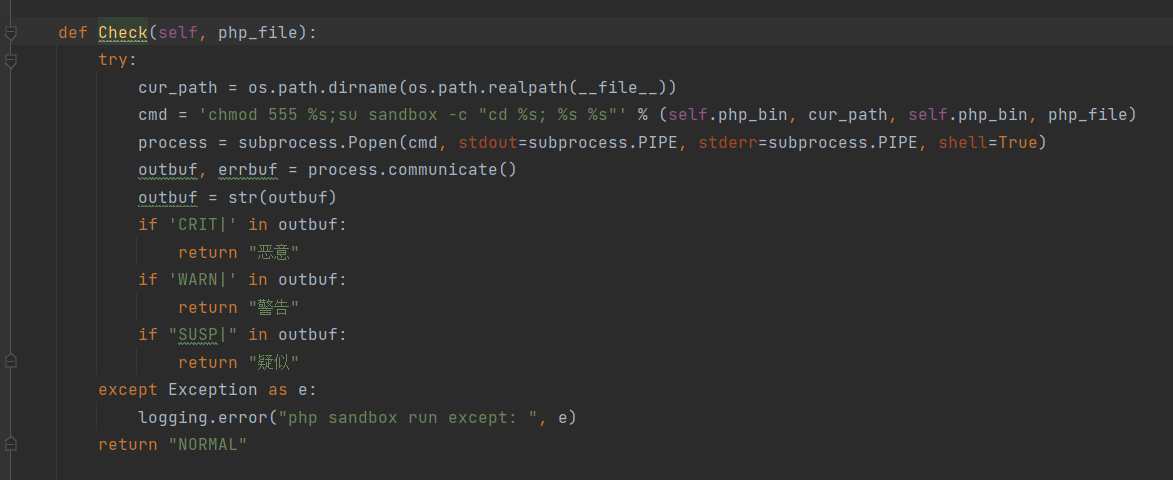 def Check(self, php_file):
try:
cur_path = os.path.dirname(os.path.realpath(__file__))
cmd = 'chmod 555 %s;su sandbox -c "cd %s; %s %s"' % (self.php_bin, cur_path, self.php_bin, php_file)
process = subprocess.Popen(cmd, stdout=subprocess.PIPE, stderr=subprocess.PIPE, shell=True)
outbuf, errbuf = process.communicate()
outbuf = str(outbuf)
if 'CRIT|' in outbuf:
return "恶意"
if 'WARN|' in outbuf:
return "警告"
if "SUSP|" in outbuf:
return "疑似"
except Exception as e:
logging.error("php sandbox run except: ", e)
return "NORMAL"